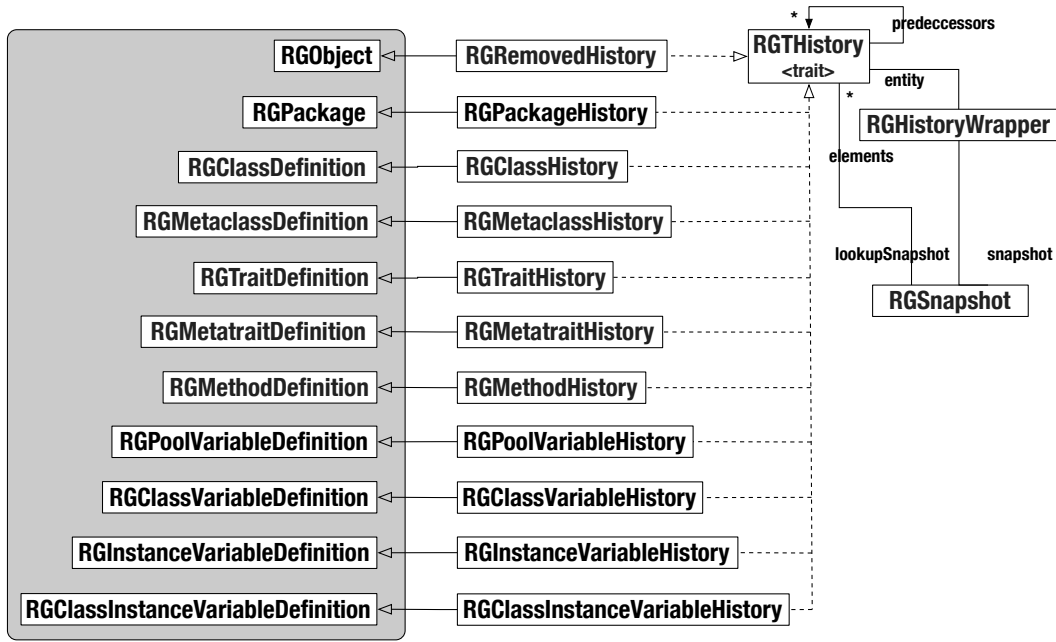 * predeccessors
RGObject RGRemovedHistory RGTHistory
<trait>
entity
*
RGPackage RGPackageHistory RGHistoryWrapper
elements
RGClassDefinition RGClassHistory
RGMetaclassDefinition RGMetaclassHistory
lookupSnapshot snapshot
RGTraitDefinition RGTraitHistory
RGSnapshot
RGMetatraitDefinition RGMetatraitHistory
RGMethodDefinition RGMethodHistory
RGPoolVariableDefinition RGPoolVariableHistory
RGClassVariableDefinition RGClassVariableHistory
RGInstanceVariableDefinition RGInstanceVariableHistory
RGClassInstanceVariableDefinition RGClassInstanceVariableHistory